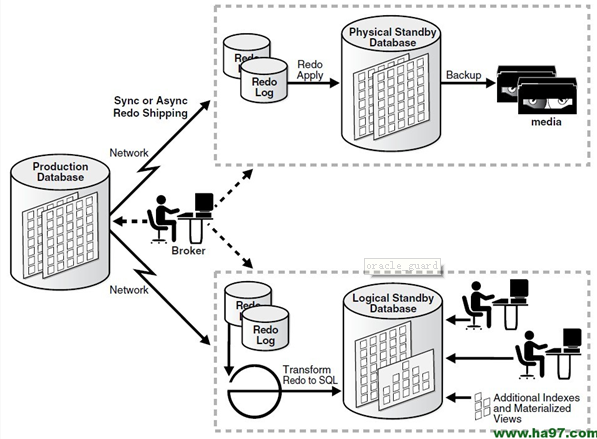 Physical Standby
Database
Redo
Log
Redo
Log
Redo
Apply
Backup
media
Sync or Async
Redo Shipping
Network
Production
Database
Broker
Network
oracle guard
Redo
Log
Logical Standby
Database
Transform
Redo to SQL
Additional Indexes
and Materialized
Views
www.ha97.com